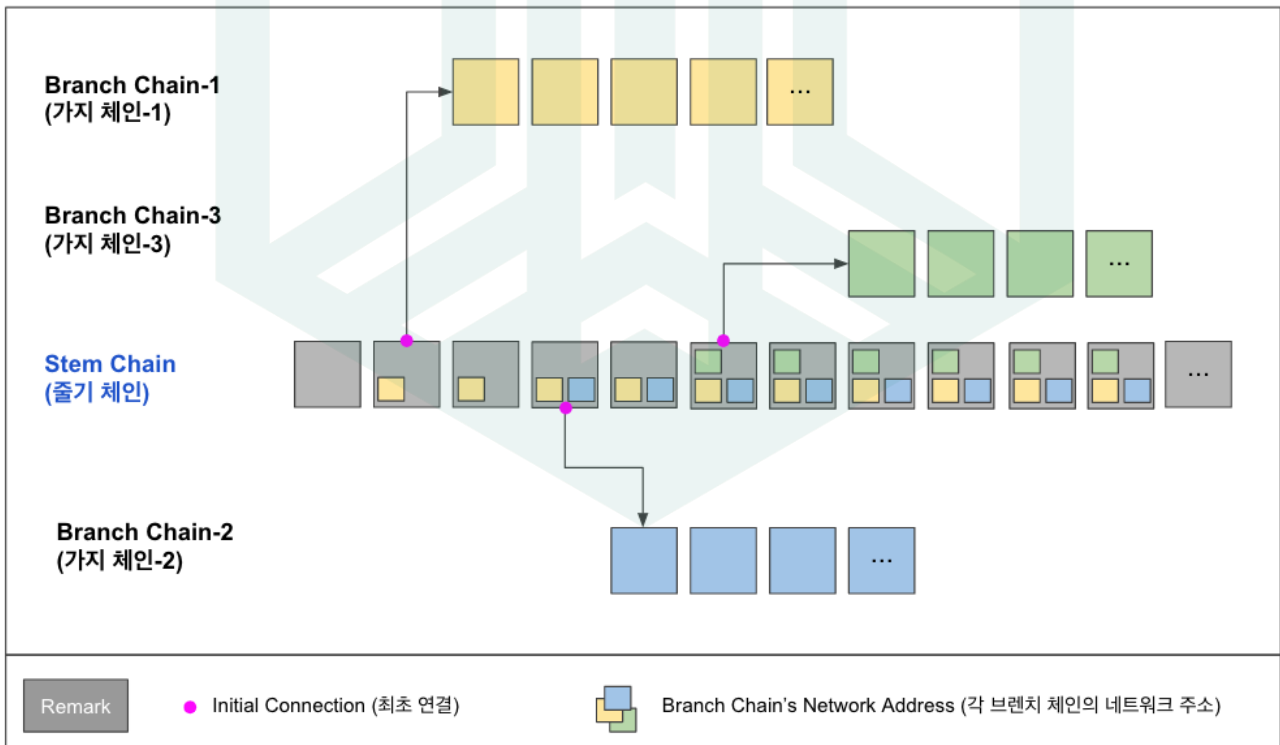 Branch Chain-1
(가지 체인-1)
...
Branch Chain-3
(가지 체인-3)
...
Stem Chain
(줄기 체인)
...
Branch Chain-2
(가지 체인-2)
...
Remark
Initial Connection (최초 연결)
Branch Chain's Network Address (각 브렌치 체인의 네트워크 주소)